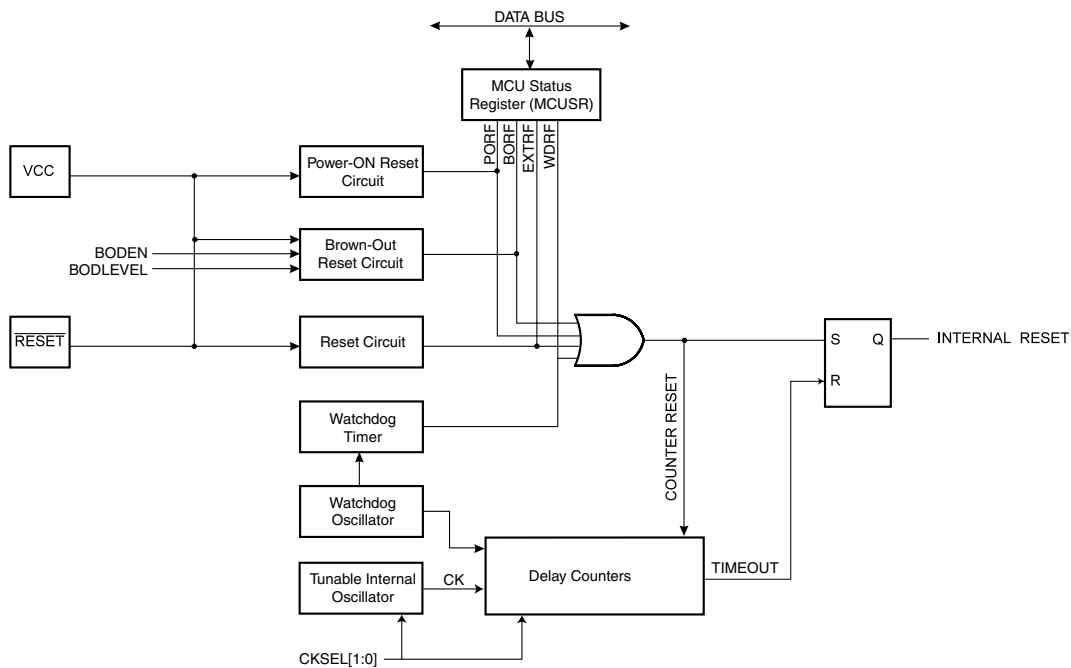 DATA BUS
MCU Status
Register (MCUSR)
PORF
BORF
EXTRF
WDRF
VCC
Power-ON Reset
Circuit
BODEN
BODLEVEL
Brown-Out
Reset Circuit
RESET
Reset Circuit
S
Q
R
INTERNAL RESET
Watchdog
Timer
COUNTER RESET
Watchdog
Oscillator
Delay Counters
TIMEOUT
Tunable Internal
Oscillator
CK
CKSEL[1:0]